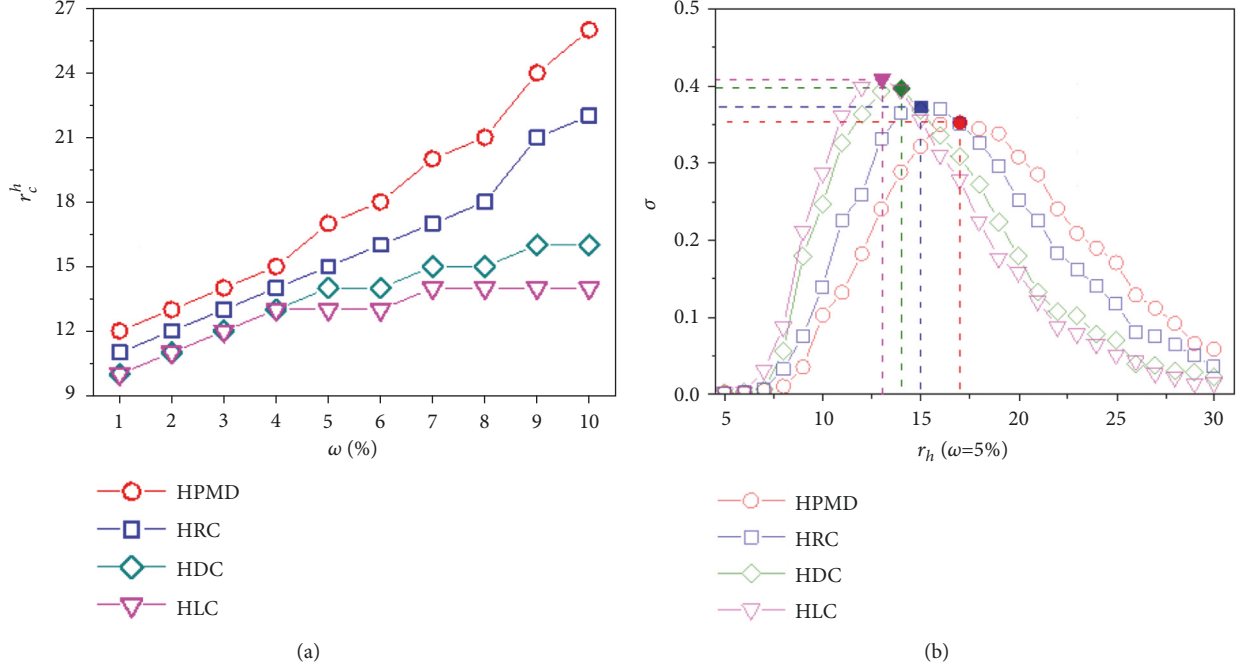 27
24
21
18
15
12
9
r_c^h
1 2 3 4 5 6 7 8 9 10
ω (%)
HPMD
HRC
HDC
HLC
(a)
0.5
0.4
0.3
0.2
0.1
0.0
σ
5 10 15 20 25 30
r_h (ω=5%)
HPMD
HRC
HDC
HLC
(b)